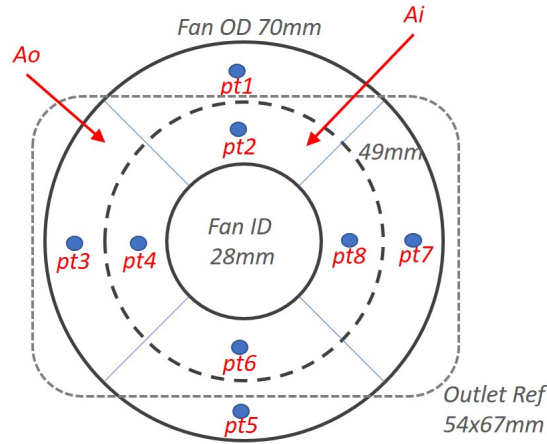 Fan OD 70mm
Ai
Ao
pt1
pt2
49mm
Fan ID
28mm
pt3
pt4
pt8
pt7
pt6
pt5
Outlet Ref
54x67mm